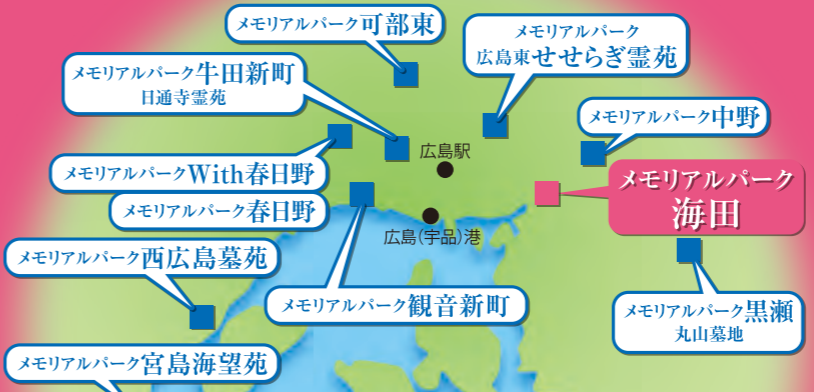 メモリアルパーク可部東
メモリアルパーク
広島東せせらぎ霊苑
メモリアルパーク牛田新町
日通寺霊苑
メモリアルパーク中野
広島駅
メモリアルパークWith春日野
メモリアルパーク
海田
メモリアルパーク春日野
広島(宇品)港
メモリアルパーク西広島墓苑
メモリアルパーク観音新町
メモリアルパーク黒瀬
丸山墓地
メモリアルパーク宮島海望苑